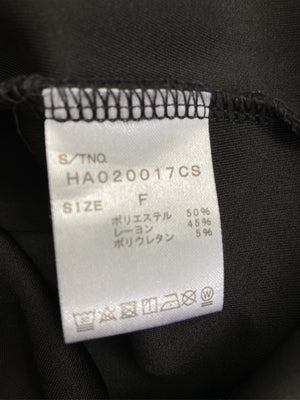 S/TNO.
HA020017CS
SIZE F
ポリエステル 50%
レーヨン 45%
ポリウレタン 5%